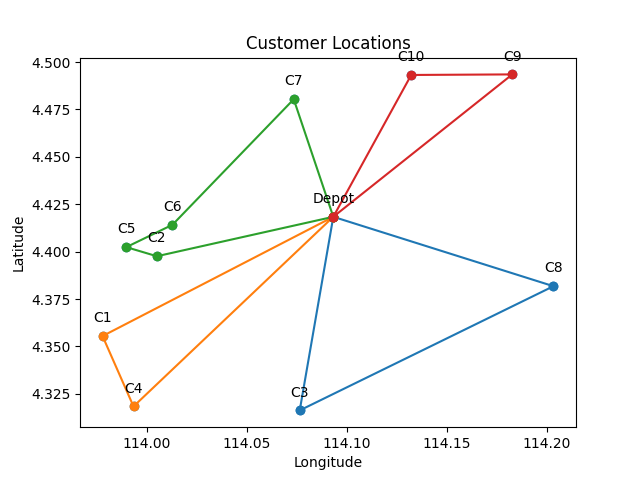 Customer Locations
4.500
4.475
4.450
4.425
4.400
4.375
4.350
4.325
Latitude
C10
C9
C7
Depot
C6
C5
C2
C8
C1
C4
C3
114.00
114.05
114.10
114.15
114.20
Longitude